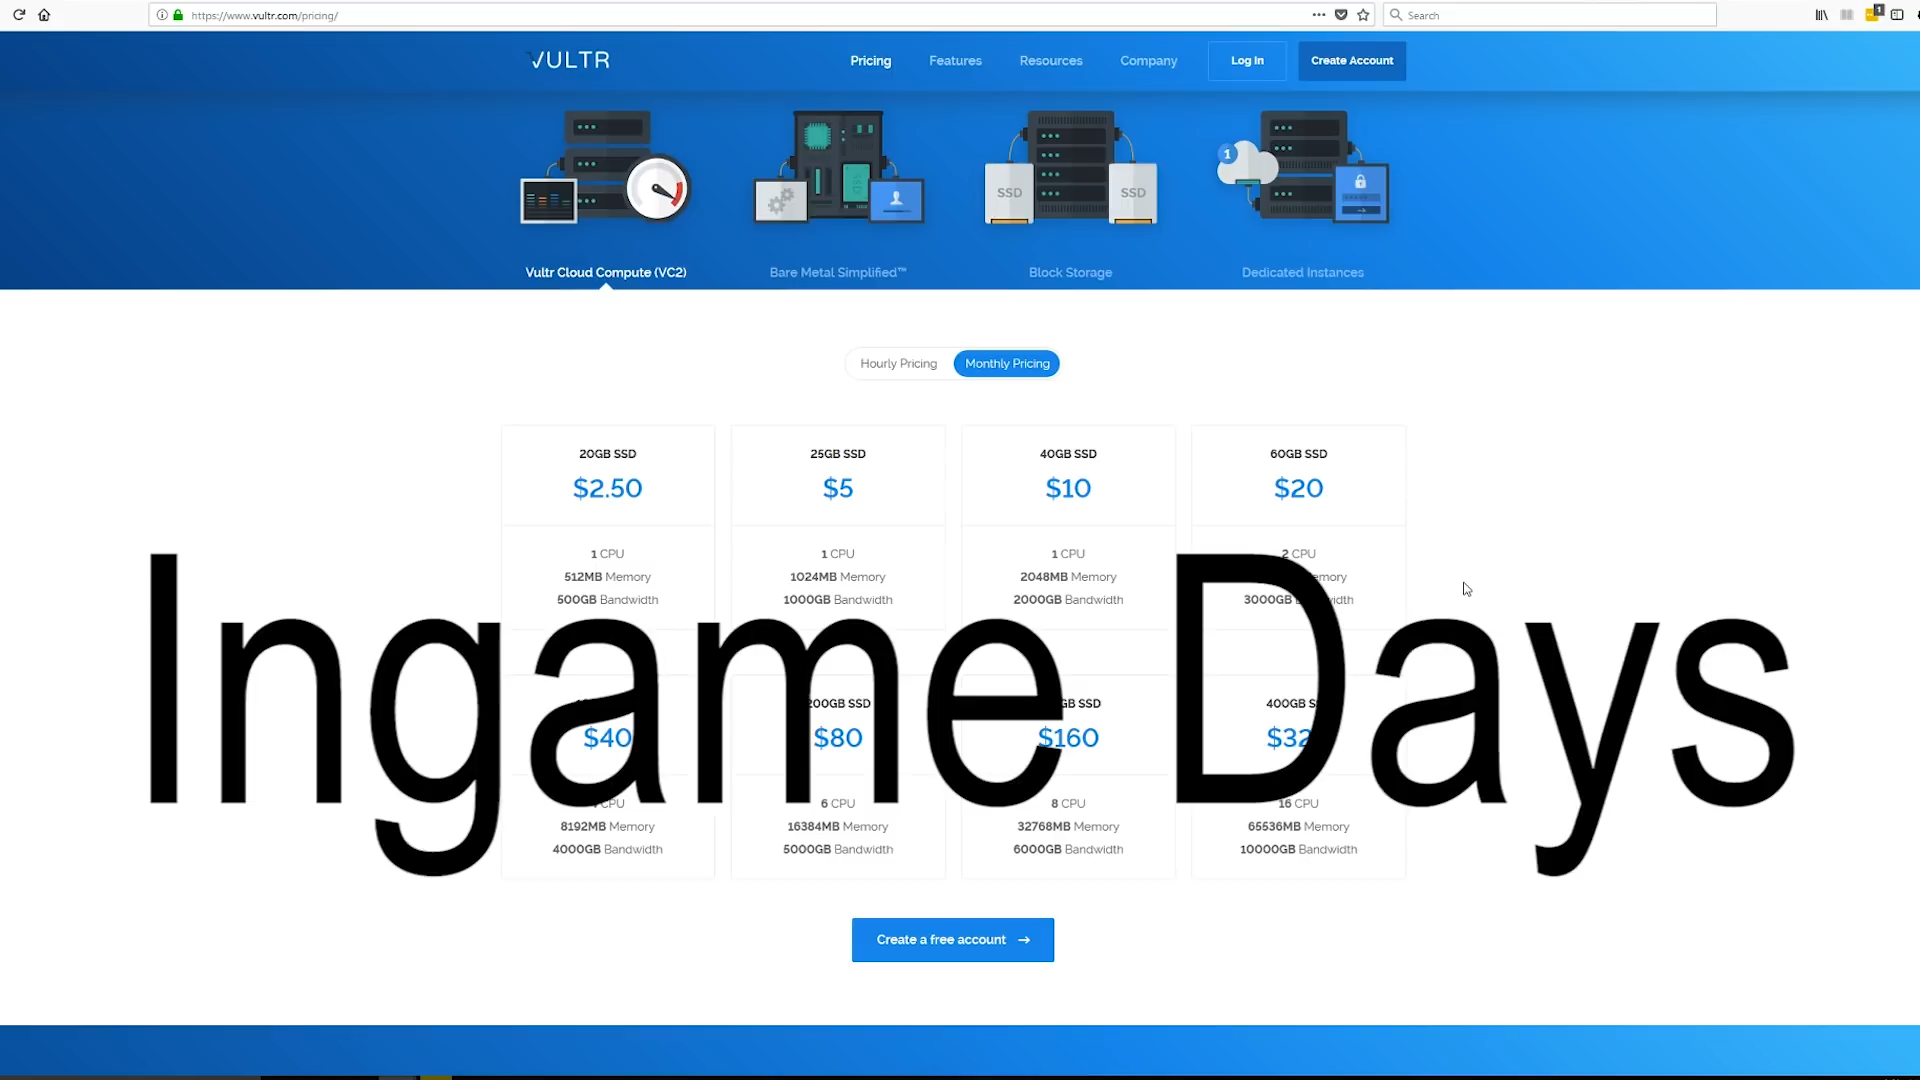 https://www.vultr.com/pricing/
Search
1
VULTR
Pricing
Features
Resources
Company
Log In
Create Account
SSD
SSD
1
Vultr Cloud Compute (VC2)
Bare Metal Simplified™
Block Storage
Dedicated Instances
Hourly Pricing
Monthly Pricing
20GB SSD
$2.50
1 CPU
512MB Memory
500GB Bandwidth
25GB SSD
$5
1 CPU
1024MB Memory
1000GB Bandwidth
40GB SSD
$10
1 CPU
2048MB Memory
2000GB Bandwidth
60GB SSD
$20
2 CPU
3000GB
Ingame Days
$40
CPU
8192MB Memory
4000GB Bandwidth
200GB SSD
$80
6 CPU
16384MB Memory
5000GB Bandwidth
SSD
$160
8 CPU
32768MB Memory
6000GB Bandwidth
400GB
16 CPU
65536MB Memory
10000GB Bandwidth
Create a free account →